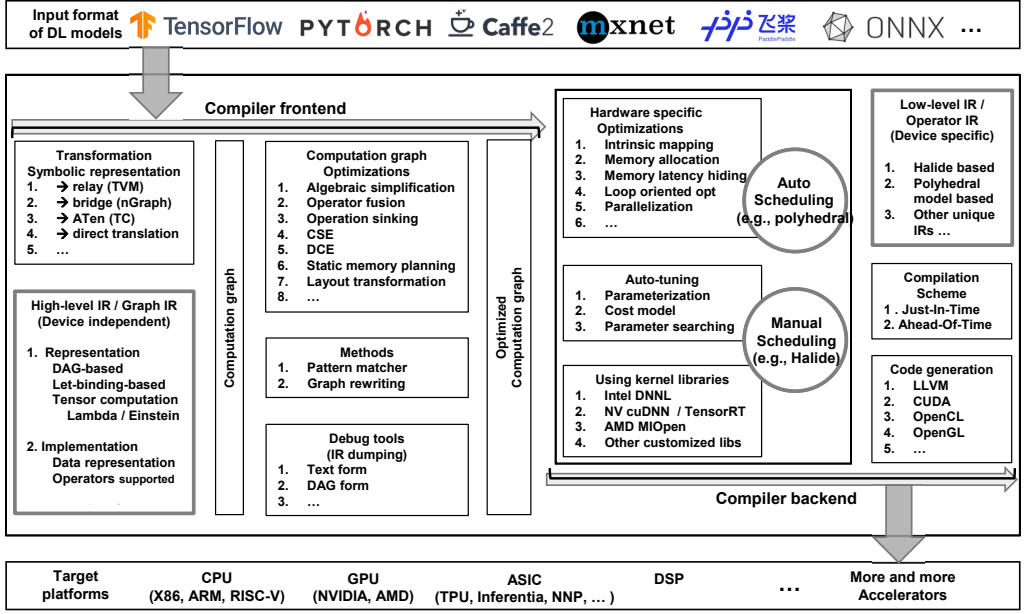 Input format
of DL models
TensorFlow
PYTORCH
Caffe2
mxnet
飞桨
PaddlePaddle
ONNX
...
Compiler frontend
Transformation
Symbolic representation
1. → relay (TVM)
2. → bridge (nGraph)
3. → ATen (TC)
4. → direct translation
5. ...
High-level IR / Graph IR
(Device independent)
1. Representation
DAG-based
Let-binding-based
Tensor computation
Lambda / Einstein
2. Implementation
Data representation
Operators supported
Computation graph
Computation graph
Optimizations
1. Algebraic simplification
2. Operator fusion
3. Operation sinking
4. CSE
5. DCE
6. Static memory planning
7. Layout transformation
8. ...
Methods
1. Pattern matcher
2. Graph rewriting
Debug tools
(IR dumping)
1. Text form
2. DAG form
3. ...
Optimized
Computation graph
Hardware specific
Optimizations
1. Intrinsic mapping
2. Memory allocation
3. Memory latency hiding
4. Loop oriented opt
5. Parallelization
6. ...
Auto
Scheduling
(e.g., polyhedral)
Auto-tuning
1. Parameterization
2. Cost model
3. Parameter searching
Manual
Scheduling
(e.g., Halide)
Using kernel libraries
1. Intel DNNL
2. NV cuDNN / TensorRT
3. AMD MIOpen
4. Other customized libs
Low-level IR /
Operator IR
(Device specific)
1. Halide based
2. Polyhedral
model based
3. Other unique
IRs ...
Compilation
Scheme
1 . Just-In-Time
2. Ahead-Of-Time
Code generation
1. LLVM
2. CUDA
3. OpenCL
4. OpenGL
5. ...
Compiler backend
Target
platforms
CPU
(X86, ARM, RISC-V)
GPU
(NVIDIA, AMD)
ASIC
(TPU, Inferentia, NNP, ... )
DSP
...
More and more
Accelerators